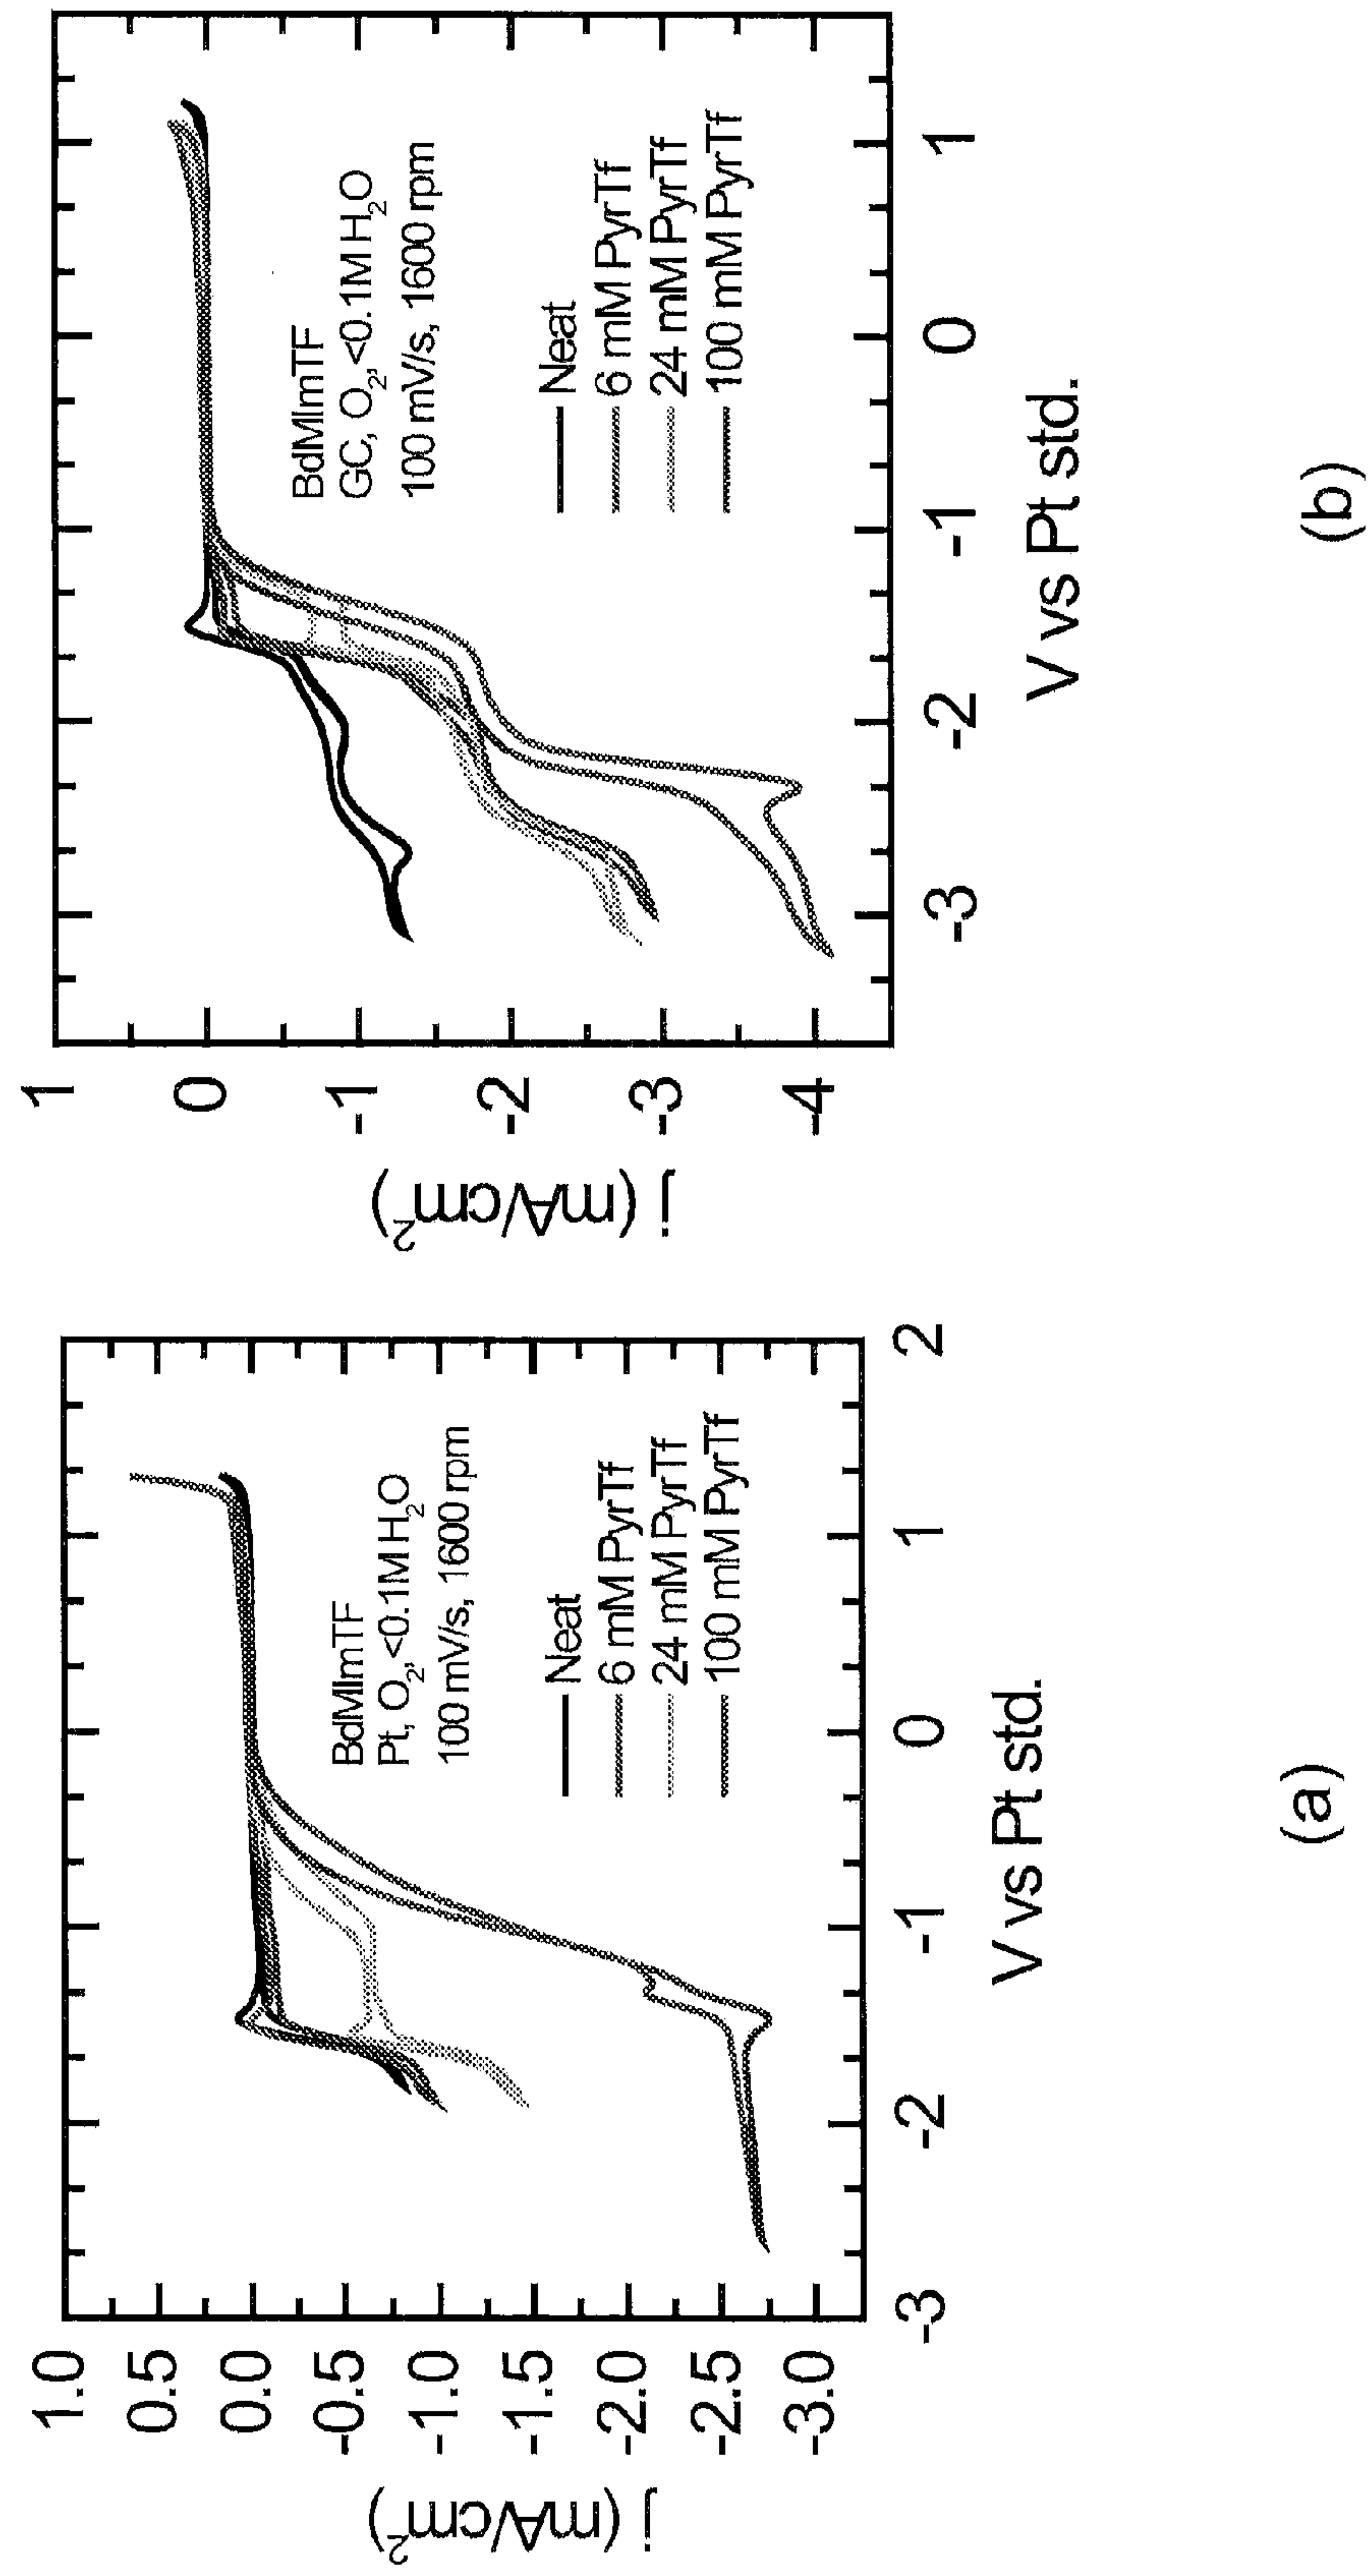 1.0
0.5
0.0
-0.5
-1.0
-1.5
-2.0
-2.5
-3.0
j (mA/cm2)
BdMImTF
Pt, O2, <0.1M H2O
100 mV/s, 1600 rpm
Neat
6 mM PyrTf
24 mM PyrTf
100 mM PyrTf
-3 -2 -1 0 1 2
V vs Pt std.
(a)
1
0
-1
-2
-3
-4
j (mA/cm2)
BdMImTF
GC, O2, <0.1M H2O
100 mV/s, 1600 rpm
Neat
6 mM PyrTf
24 mM PyrTf
100 mM PyrTf
-3 -2 -1 0 1
V vs Pt std.
(b)